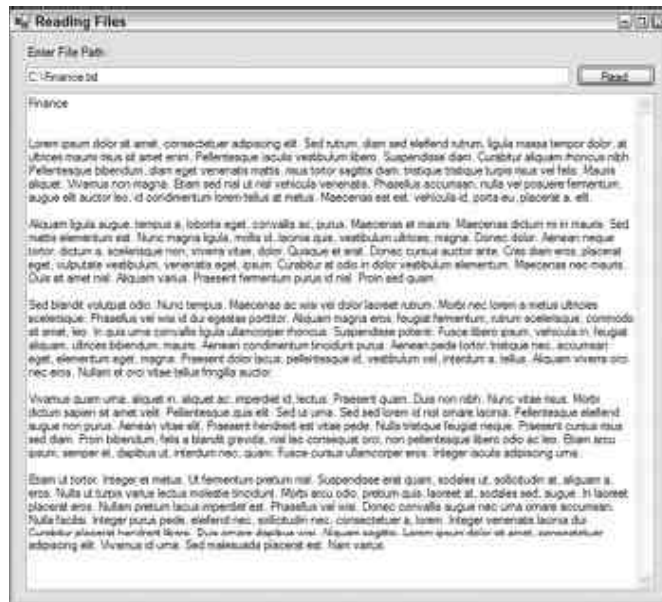 Reading Files
Enter File Path:
C:\Finance.txt
Read
Finance
Lorem ipsum dolor sit amet, consectetuer adipiscing elit. Sed rutrum, diam sed eleifend rutrum, ligula massa tempor dolor, at
ultrices mauris risus sit amet enim. Pellentesque iaculis vestibulum libero. Suspendisse diam. Curabitur aliquam rhoncus nibh.
Pellentesque bibendum, diam eget venenatis mattis, risus tortor sagittis diam, tristique tristique turpis risus vel felis. Mauris
aliquet. Vivamus non magna. Etiam sed nisl ut nisl vehicula venenatis. Phasellus accumsan, nulla vel posuere fermentum,
augue elit auctor leo, id condimentum lorem tellus at metus. Maecenas est est, vehicula id, porta eu, placerat a, elit.
Aliquam ligula augue, tempus a, lobortis eget, convallis ac, purus. Maecenas et mauris. Maecenas dictum mi in mauris. Sed
mattis elementum est. Nunc magna ligula, mollis id, lacinia quis, vestibulum ultrices, magna. Donec dolor. Aenean neque
tortor, dictum a, scelerisque non, viverra vitae, dolor. Quisque et erat. Donec cursus auctor ante. Cras diam eros, placerat
eget, vulputate vestibulum, venenatis eget, ipsum. Curabitur at odio in dolor vestibulum elementum. Maecenas nec mauris.
Duis at amet nisl. Aliquam varius. Praesent fermentum purus id nisl. Proin sed quam.
Sed blandit volutpat odio. Nunc tempus. Maecenas ac wisi vel dolor laoreet rutrum. Morbi nec lorem a metus ultricies
scelerisque. Phasellus vel wisi id dui egestas porttitor. Aliquam magna eros, feugiat fermentum, rutrum scelerisque, commodo
sit amet, leo. In quis urna convallis ligula ullamcorper rhoncus. Suspendisse potenti. Fusce libero ipsum, vehicula in, feugiat
aliquam, ultrices bibendum, mauris. Aenean condimentum tincidunt purus. Aenean pede tortor, tristique nec, accumsan
eget, elementum eget, magna. Praesent dolor lacus, pellentesque id, vestibulum vel, interdum a, tellus. Aliquam viverra orci
nec eros. Nullam et orci vitae tellus fringilla auctor.
Vivamus quam urna, aliquet in, aliquet ac, imperdiet id, lectus. Praesent quam. Duis non nibh. Nunc vitae risus. Morbi
dictum sapien sit amet velit. Pellentesque quis elit. Sed ut urna. Sed sed lorem id nisl ornare lacinia. Pellentesque eleifend
augue non purus. Aenean vitae elit. Praesent hendrerit est vitae pede. Nulla tristique feugiat neque. Praesent cursus risus
sed diam. Proin bibendum, felis a blandit gravida, nisl leo consequat orci, non pellentesque libero odio ac leo. Etiam arcu
ipsum, semper et, dapibus ut, interdum nec, quam. Fusce cursus ullamcorper eros. Integer iaculis adipiscing urna.
Etiam ut tortor. Integer et metus. Ut fermentum pretium nisl. Suspendisse erat quam, sodales ut, sollicitudin at, aliquam a,
eros. Nulla ut turpis varius lectus molestie tincidunt. Morbi arcu odio, pretium quis, laoreet at, sodales sed, augue. In laoreet
placerat eros. Nullam pretium lacus imperdiet est. Phasellus vel wisi. Donec convallis augue nec urna ornare accumsan.
Nulla facilisi. Integer purus pede, eleifend nec, sollicitudin nec, consectetuer a, lorem. Integer venenatis lacinia dui.
Curabitur placerat hendrerit libero. Duis ornare dapibus wisi. Aliquam sagittis. Lorem ipsum dolor sit amet, consectetuer
adipiscing elit. Vivamus id urna. Sed malesuada placerat est. Nam varius.